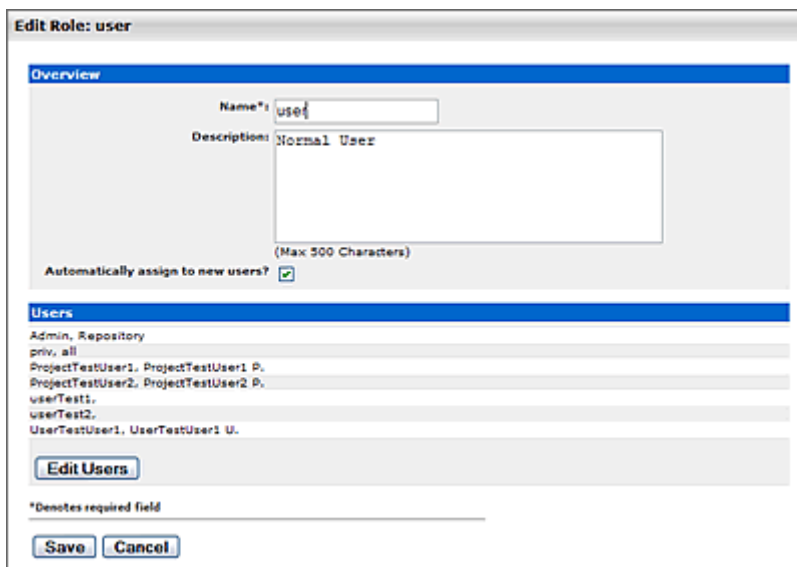 Edit Role: user
Overview
Name*: user
Description: Normal User
(Max 500 Characters)
Automatically assign to new users?
Users
Admin, Repository
priv, all
ProjectTestUser1, ProjectTestUser1 P.
ProjectTestUser2, ProjectTestUser2 P.
userTest1,
userTest2,
UserTestUser1, UserTestUser1 U.
Edit Users
*Denotes required field
Save Cancel